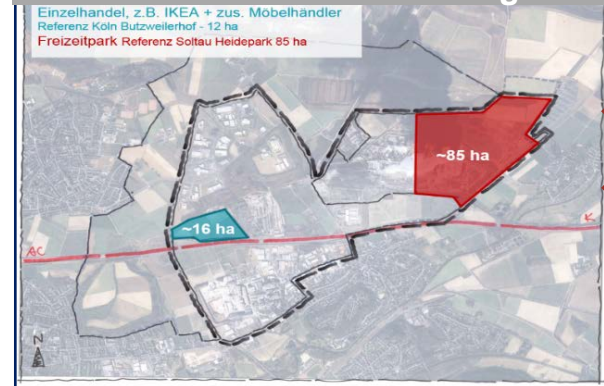 Einzelhandel, z.B. IKEA + zus. Möbelhändler
Referenz Köln Butzweilerhof - 12 ha
Freizeitpark Referenz Soltau Heidepark 85 ha
~85 ha
~16 ha
K
AC
N